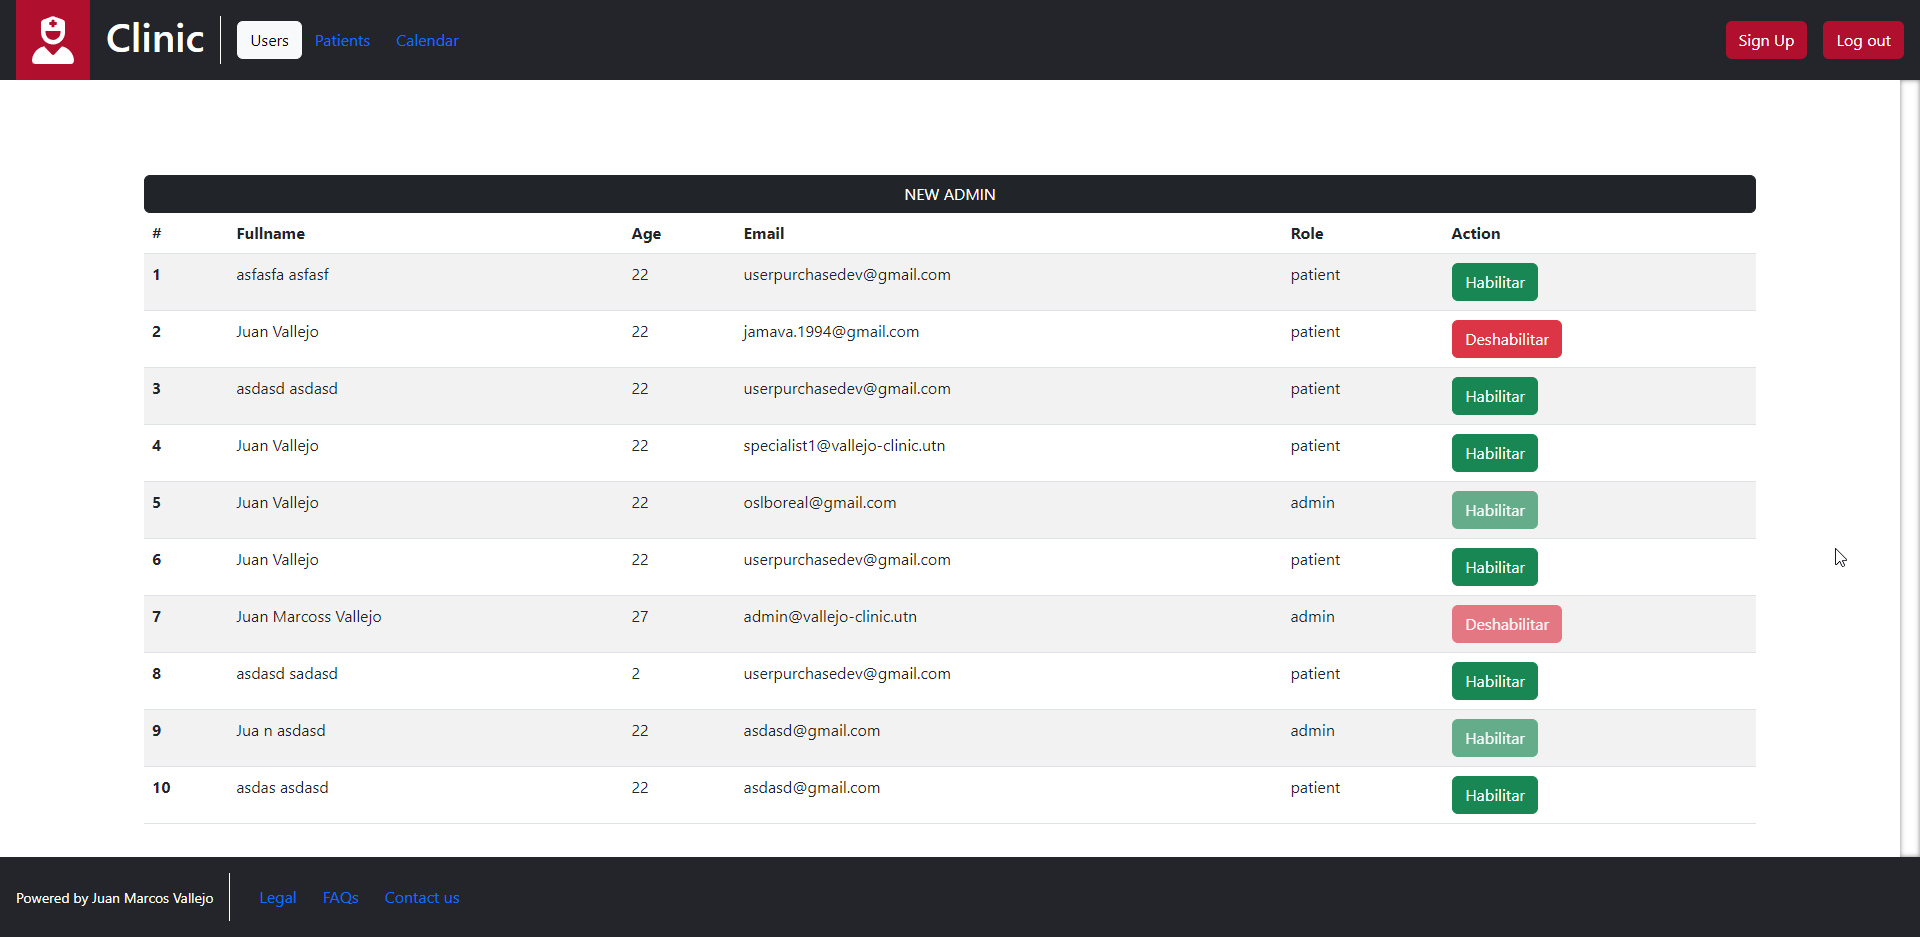 Clinic Users Patients Calendar Sign Up Log out
NEW ADMIN
# Fullname Age Email Role Action
1 asfasfa asfasf 22 userpurchasedev@gmail.com patient Habilitar
2 Juan Vallejo 22 jamava.1994@gmail.com patient Deshabilitar
3 asdasd asdasd 22 userpurchasedev@gmail.com patient Habilitar
4 Juan Vallejo 22 specialist1@vallejo-clinic.utn patient Habilitar
5 Juan Vallejo 22 oslboreal@gmail.com admin Habilitar
6 Juan Vallejo 22 userpurchasedev@gmail.com patient Habilitar
7 Juan Marcoss Vallejo 27 admin@vallejo-clinic.utn admin Deshabilitar
8 asdasd sadasd 2 userpurchasedev@gmail.com patient Habilitar
9 Jua n asdasd 22 asdasd@gmail.com admin Habilitar
10 asdas asdasd 22 asdasd@gmail.com patient Habilitar
Powered by Juan Marcos Vallejo Legal FAQs Contact us